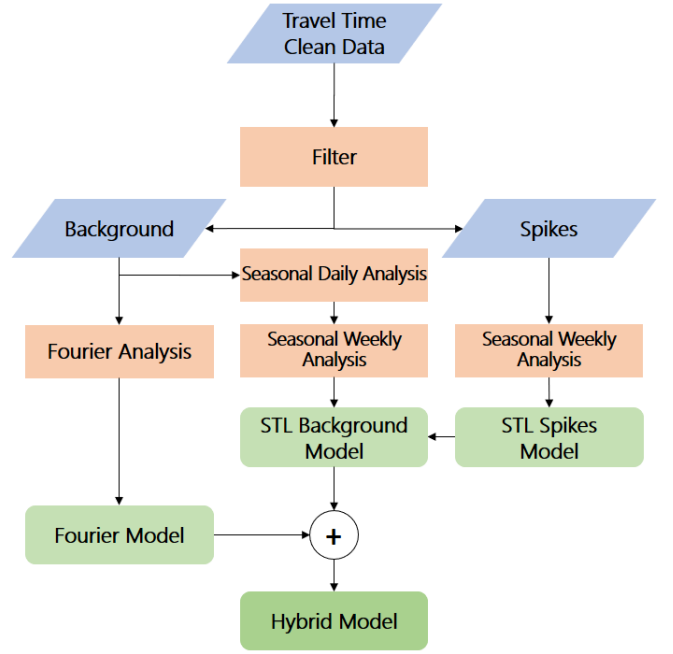 Travel Time
Clean Data
Filter
Background
Spikes
Seasonal Daily Analysis
Fourier Analysis
Seasonal Weekly
Analysis
Seasonal Weekly
Analysis
STL Background
Model
STL Spikes
Model
Fourier Model
+
Hybrid Model